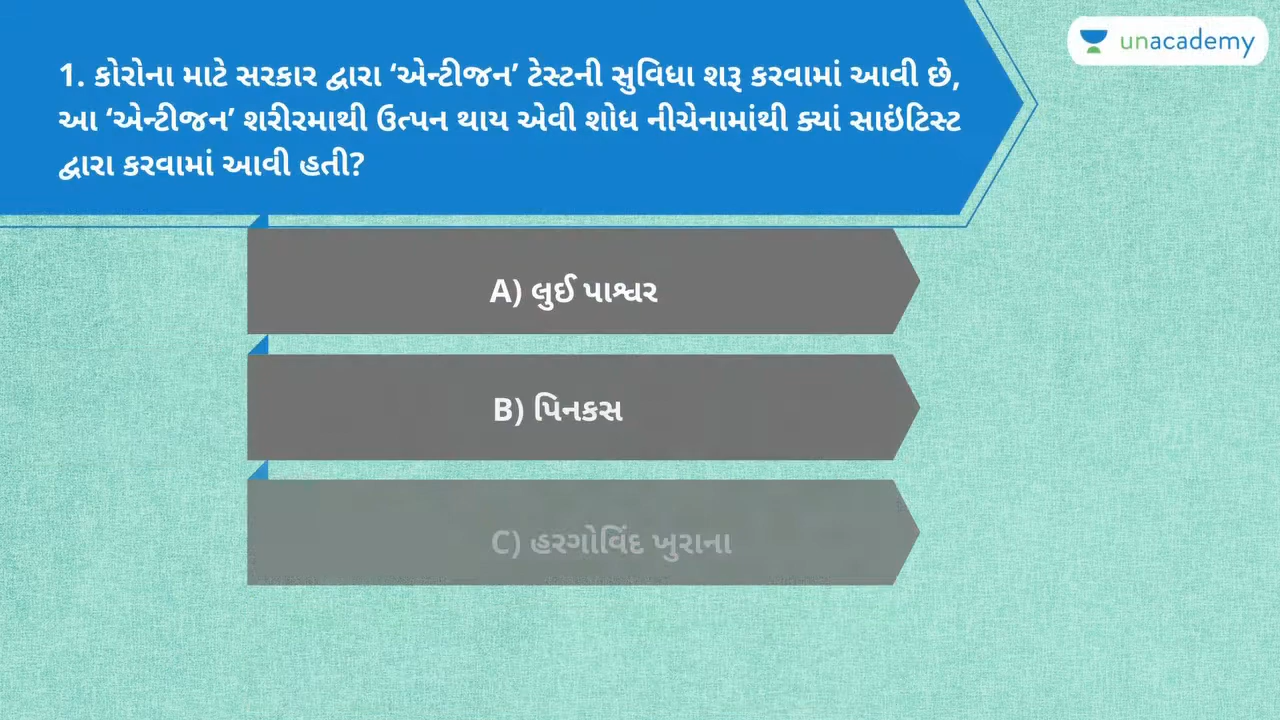 unacademy
1. કોરોના માટે સરકાર દ્વારા ‘એન્ટીજન’ ટેસ્ટની સુવિધા શરૂ કરવામાં આવી છે,
આ ‘એન્ટીજન’ શરીરમાથી ઉત્પન થાય એવી શોધ નીચેનામાંથી ક્યાં સાઇંટિસ્ટ
દ્વારા કરવામાં આવી હતી?
A) લુઈ પાશ્વર
B) પિનકસ
C) હરગોવિંદ ખુરાના